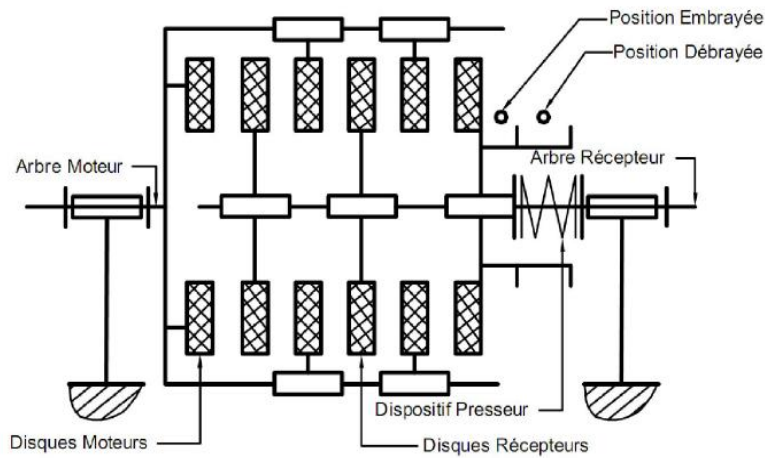 Position Embrayée
Position Débrayée
Arbre Moteur
Arbre Récepteur
Dispositif Presseur
Disques Moteurs
Disques Récepteurs